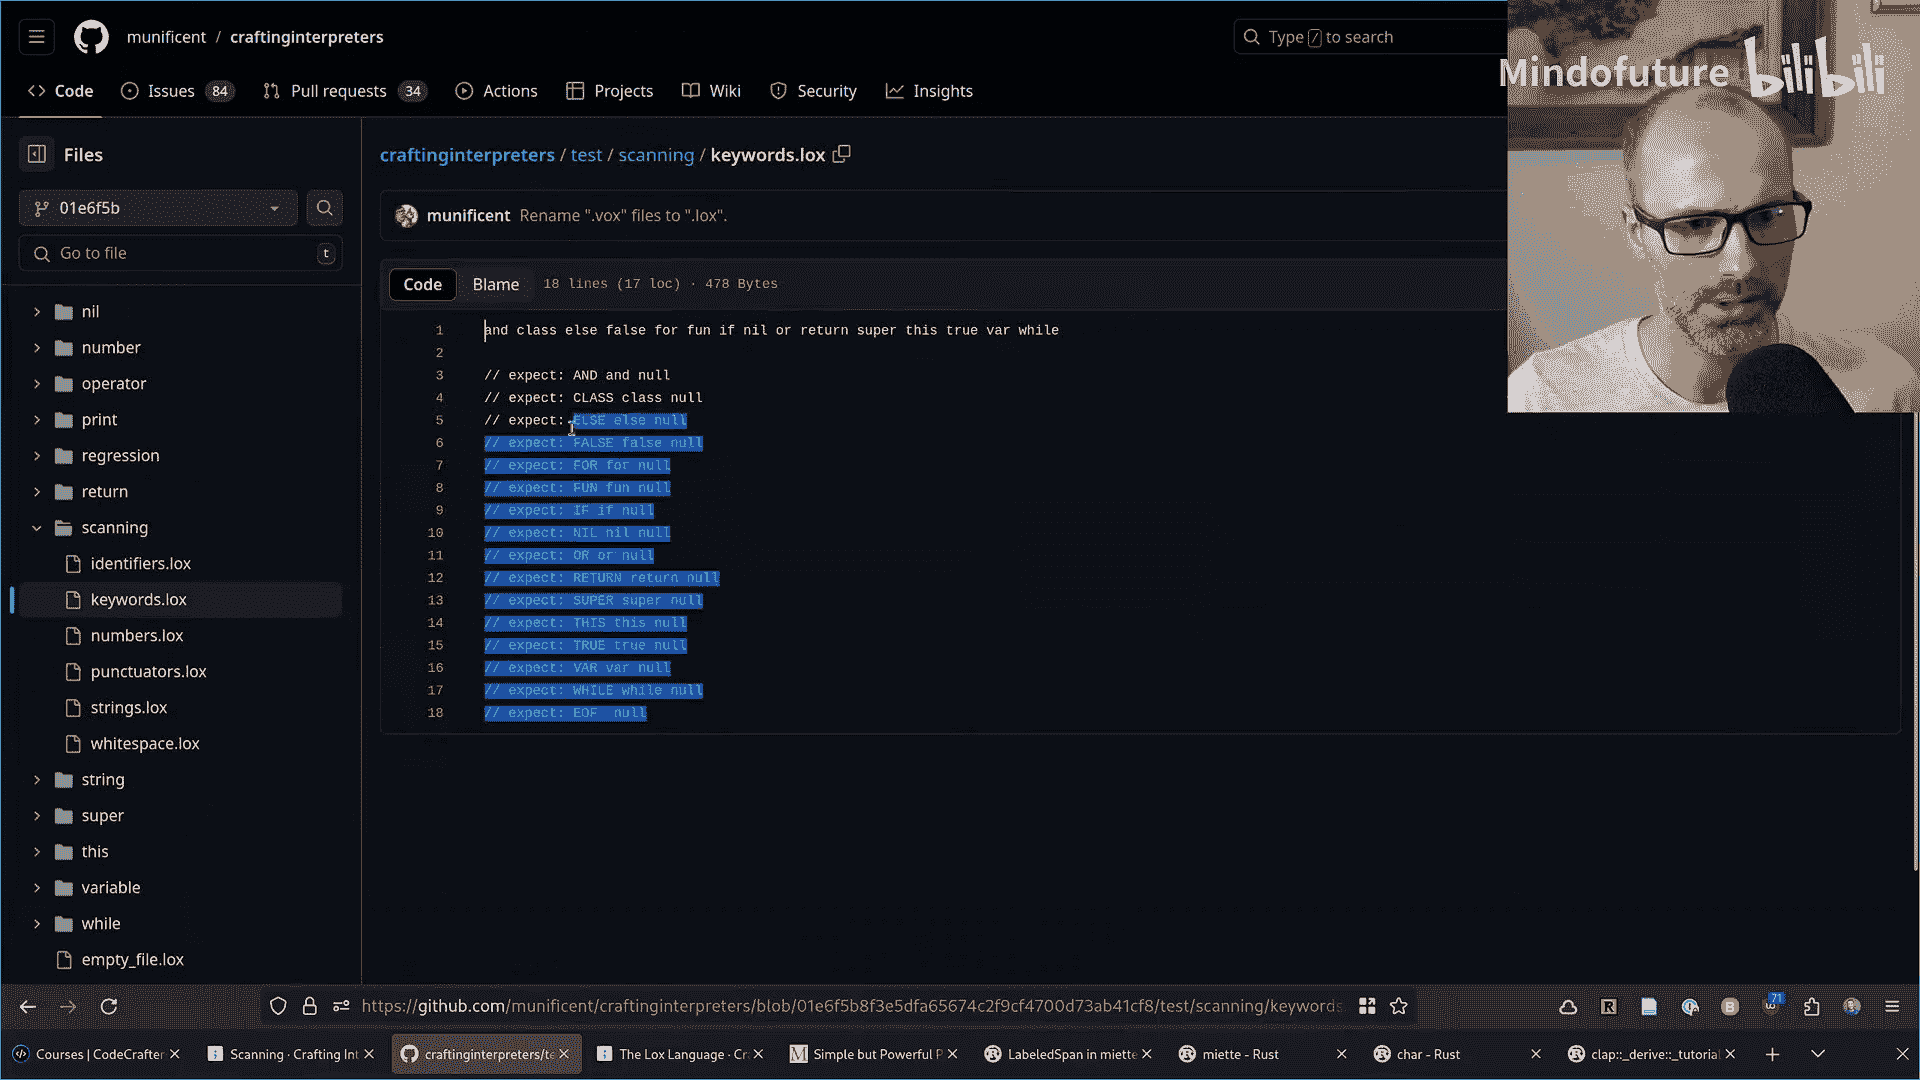 munificent / craftinginterpreters
Type / to search
Mindofuture bilibili
Code
Issues 84
Pull requests 34
Actions
Projects
Wiki
Security
Insights
Files
01e6f5b
Go to file t
nil
number
operator
print
regression
return
scanning
identifiers.lox
keywords.lox
numbers.lox
punctuators.lox
strings.lox
whitespace.lox
string
super
this
variable
while
empty_file.lox
craftinginterpreters / test / scanning / keywords.lox
munificent Rename ".vox" files to ".lox".
Code Blame 18 lines (17 loc) · 478 Bytes
1 and class else false for fun if nil or return super this true var while
2
3 // expect: AND and null
4 // expect: CLASS class null
5 // expect: ELSE else null
6 // expect: FALSE false null
7 // expect: FOR for null
8 // expect: FUN fun null
9 // expect: IF if null
10 // expect: NIL nil null
11 // expect: OR or null
12 // expect: RETURN return null
13 // expect: SUPER super null
14 // expect: THIS this null
15 // expect: TRUE true null
16 // expect: VAR var null
17 // expect: WHILE while null
18 // expect: EOF  null
https://github.com/munificent/craftinginterpreters/blob/01e6f5b8f3e5dfa65674c2f9cf4700d73ab41cf8/test/scanning/keywords
71
Courses | CodeCrafter
Scanning · Crafting Int
craftinginterpreters/te
The Lox Language · Cr
Simple but Powerful P
LabeledSpan in miette
miette - Rust
char - Rust
clap::_derive::_tutorial